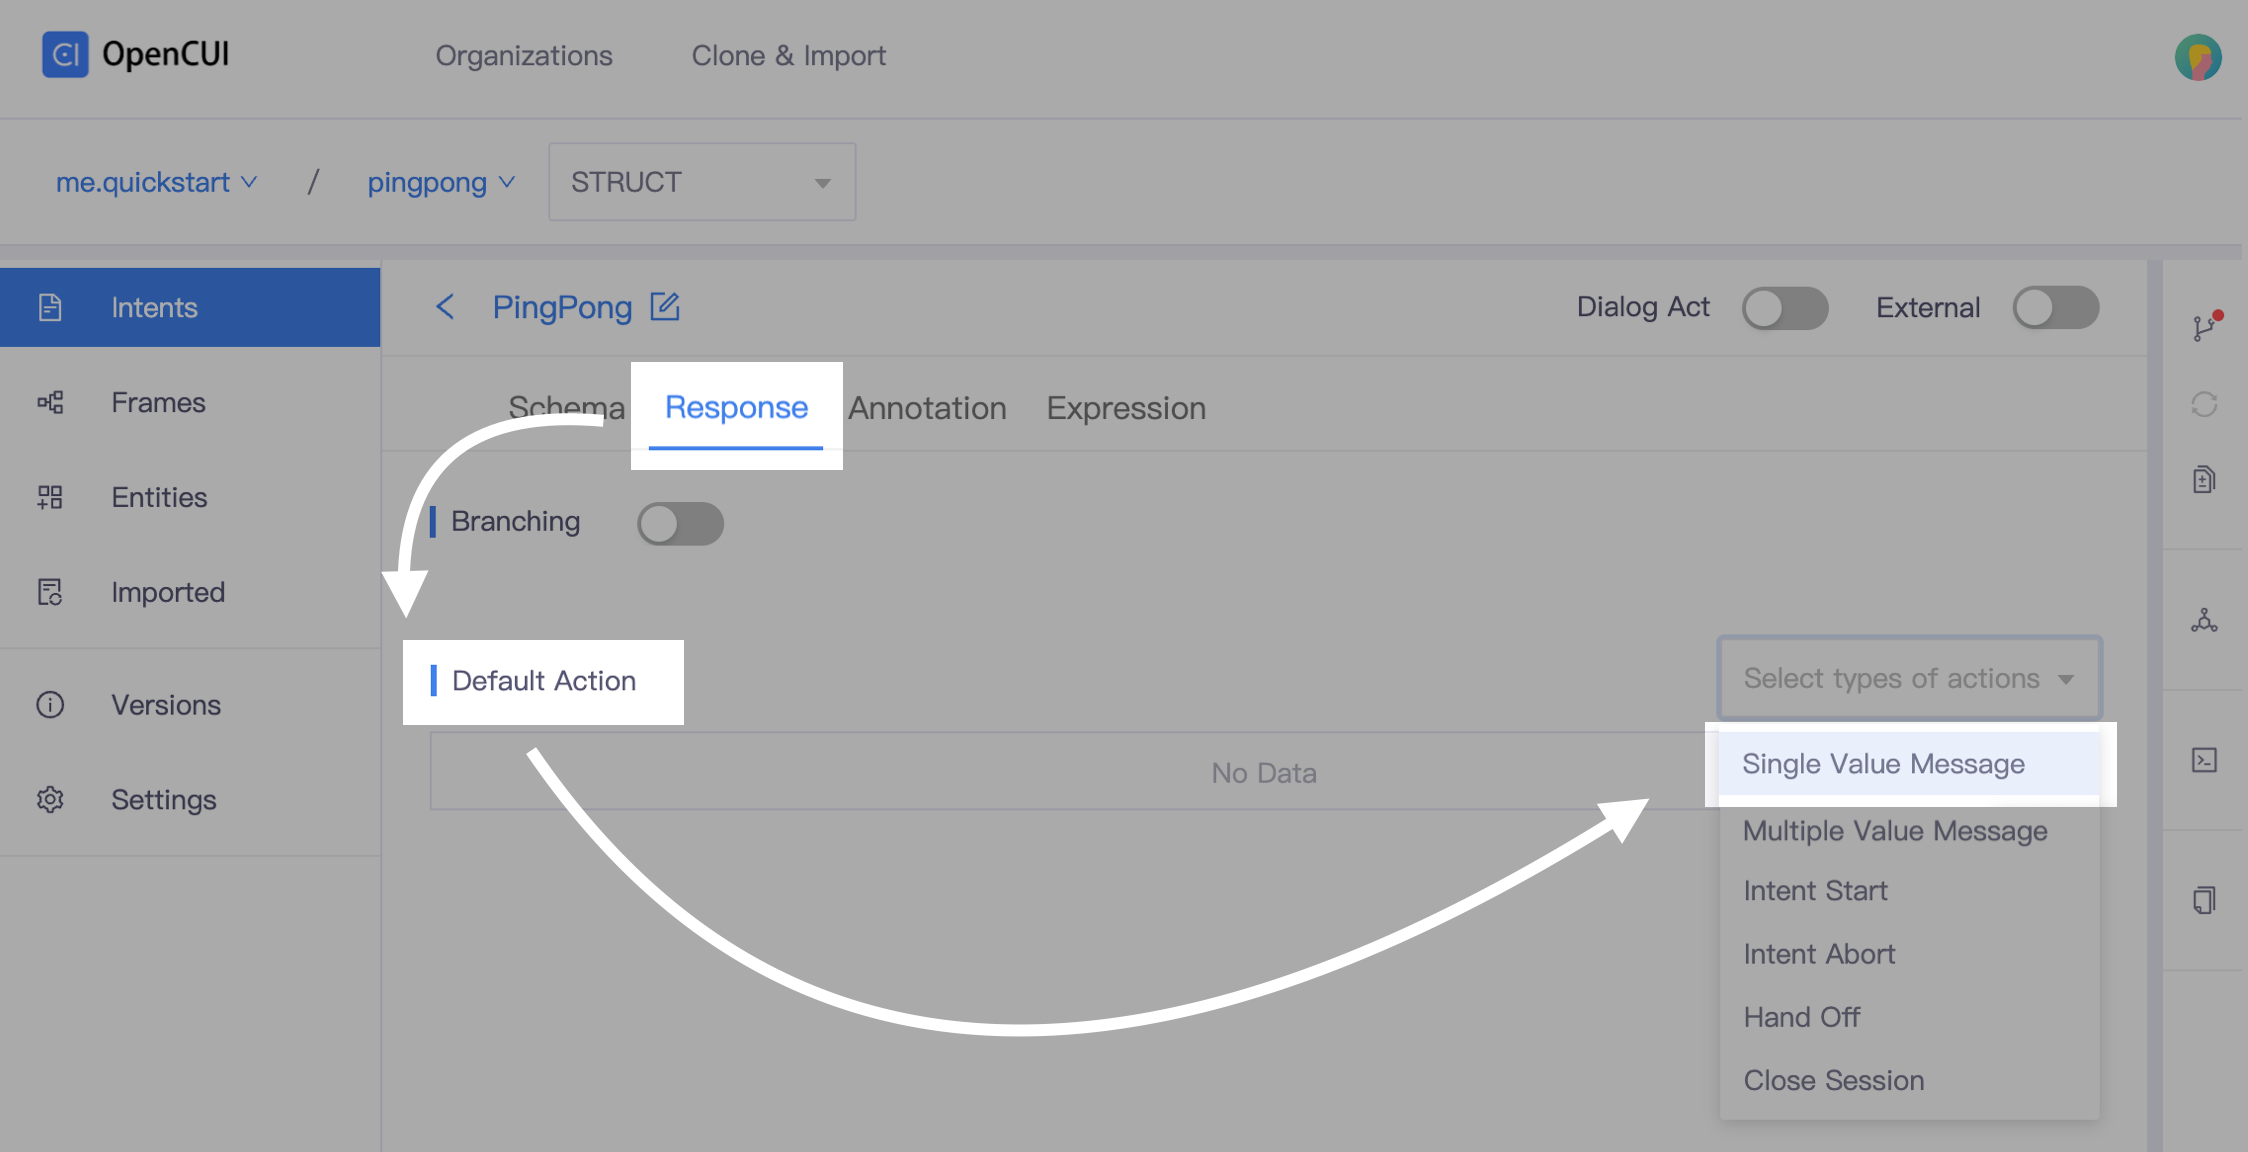 CI OpenCUI
Organizations
Clone & Import
me.quickstart / pingpong
STRUCT
Intents
Frames
Entities
Imported
Versions
Settings
PingPong
Dialog Act
External
Schema
Response
Annotation
Expression
Branching
Default Action
Select types of actions
No Data
Single Value Message
Multiple Value Message
Intent Start
Intent Abort
Hand Off
Close Session